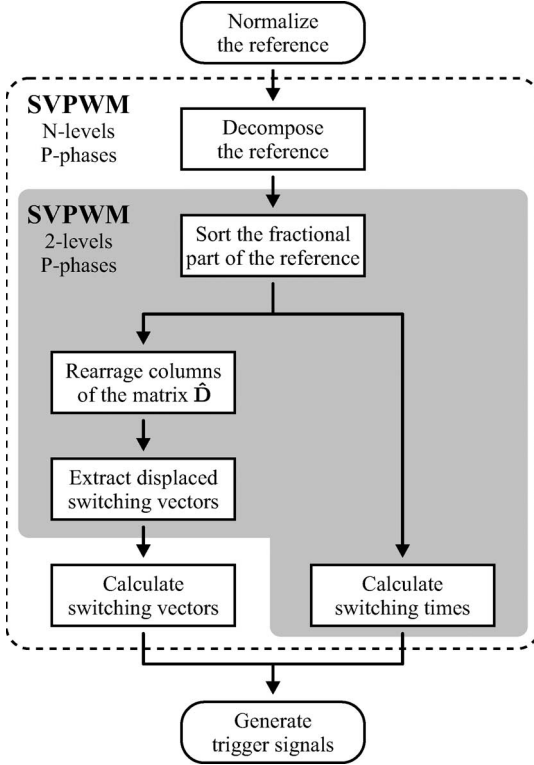 Normalize
the reference
SVPWM
N-levels
P-phases
Decompose
the reference
SVPWM
2-levels
P-phases
Sort the fractional
part of the reference
Rearrage columns
of the matrix D̂
Extract displaced
switching vectors
Calculate
switching vectors
Calculate
switching times
Generate
trigger signals